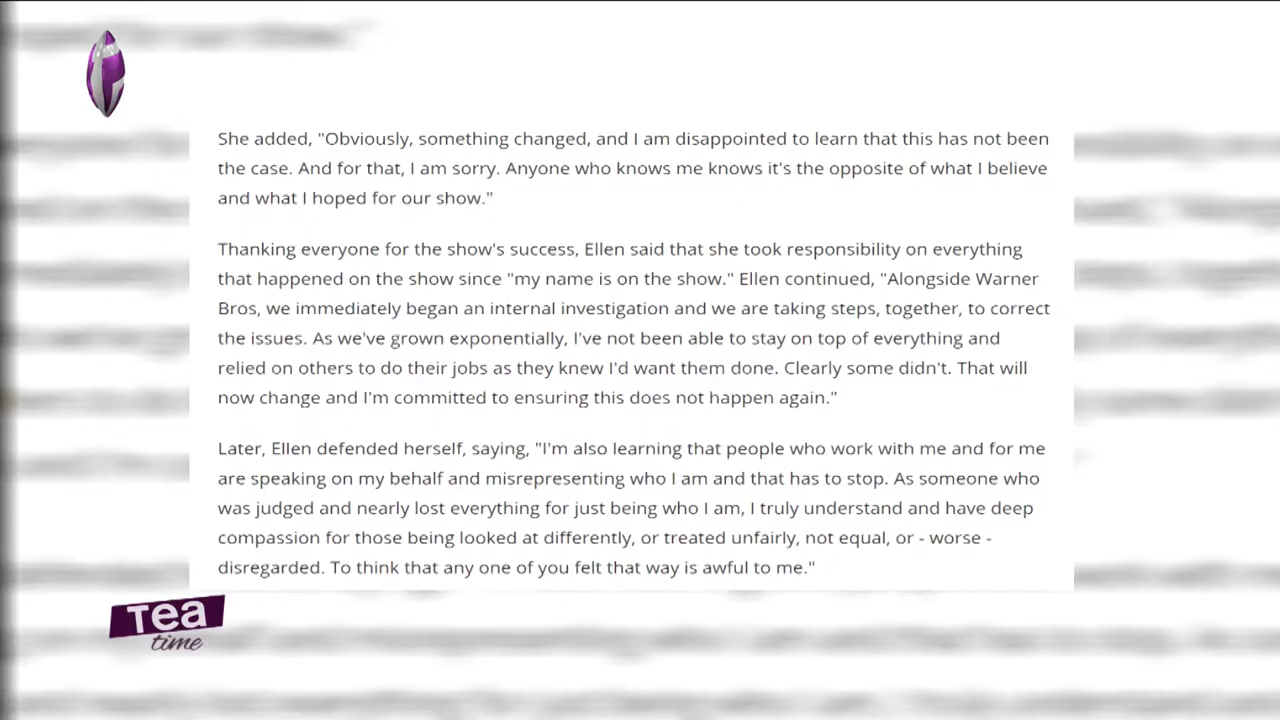 She added, "Obviously, something changed, and I am disappointed to learn that this has not been
the case. And for that, I am sorry. Anyone who knows me knows it's the opposite of what I believe
and what I hoped for our show."
Thanking everyone for the show's success, Ellen said that she took responsibility on everything
that happened on the show since "my name is on the show." Ellen continued, "Alongside Warner
Bros, we immediately began an internal investigation and we are taking steps, together, to correct
the issues. As we've grown exponentially, I've not been able to stay on top of everything and
relied on others to do their jobs as they knew I'd want them done. Clearly some didn't. That will
now change and I'm committed to ensuring this does not happen again."
Later, Ellen defended herself, saying, "I'm also learning that people who work with me and for me
are speaking on my behalf and misrepresenting who I am and that has to stop. As someone who
was judged and nearly lost everything for just being who I am, I truly understand and have deep
compassion for those being looked at differently, or treated unfairly, not equal, or - worse -
disregarded. To think that any one of you felt that way is awful to me."
Tea
time